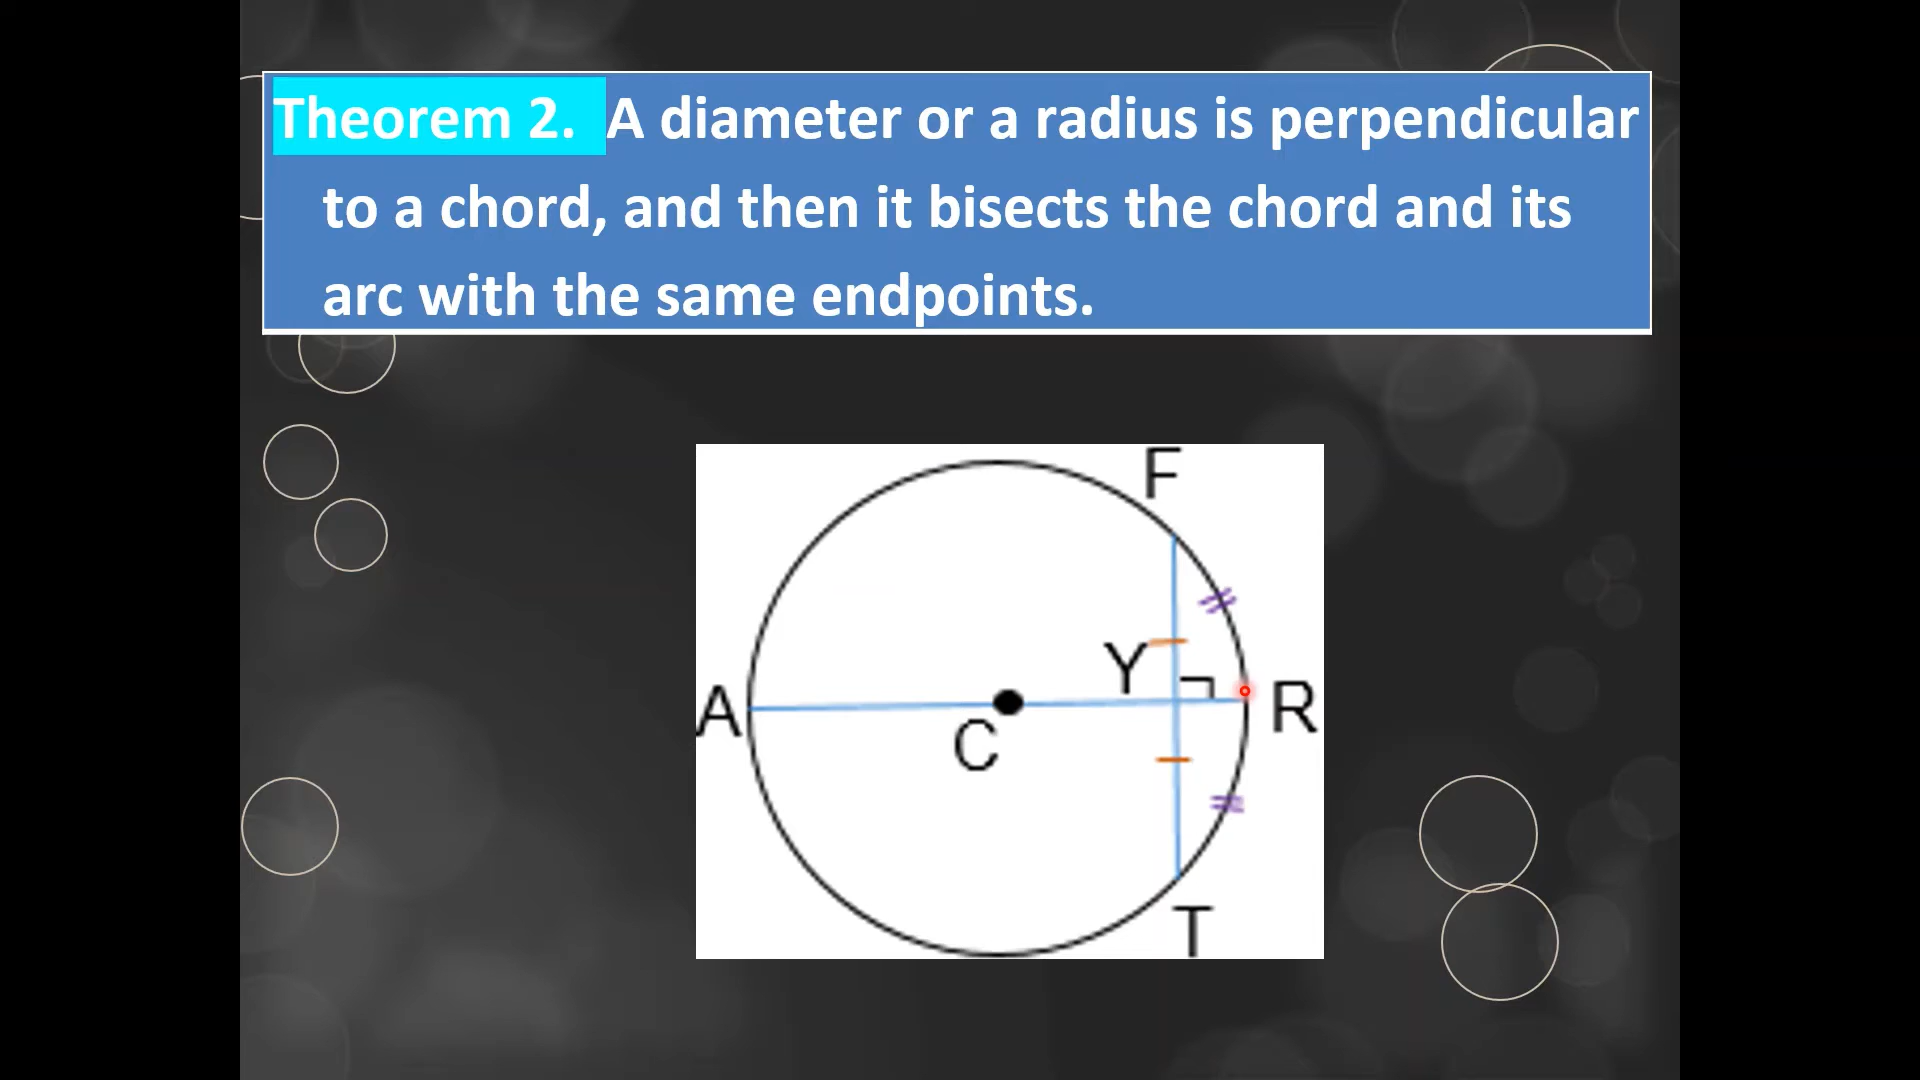 Theorem 2. A diameter or a radius is perpendicular
to a chord, and then it bisects the chord and its
arc with the same endpoints.
F
Y
A
R
C
T